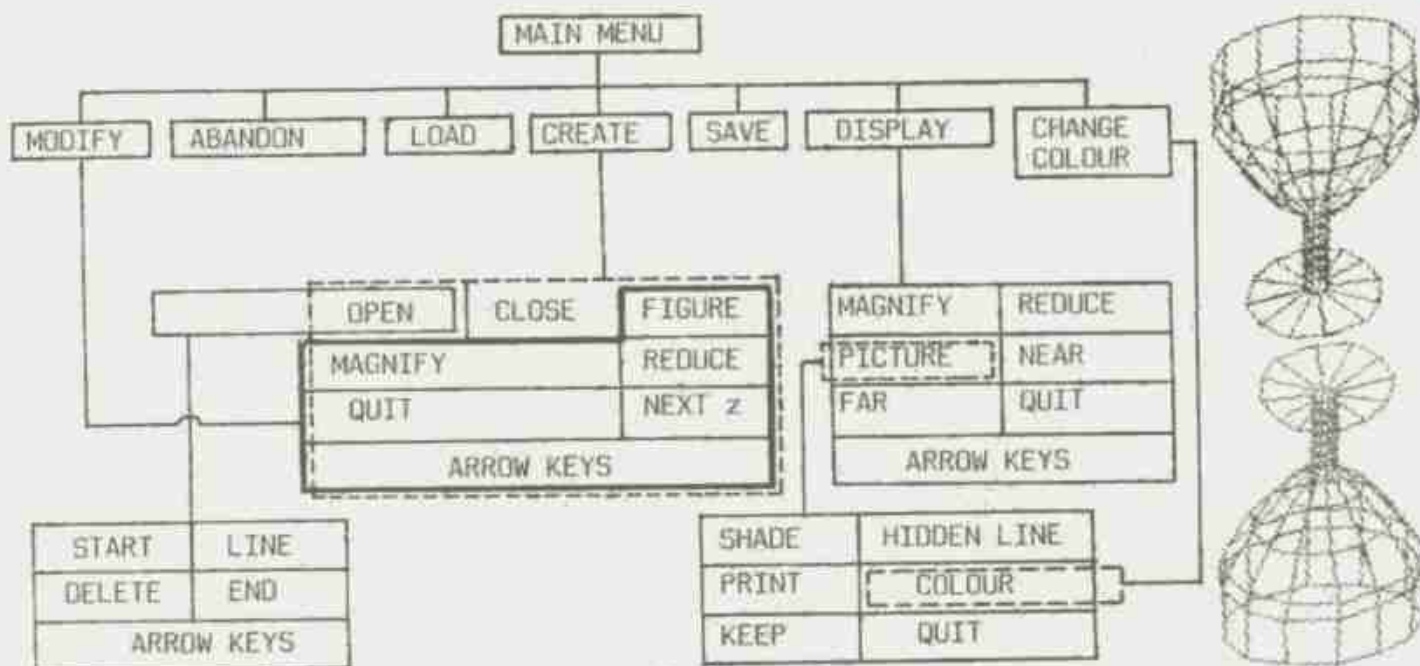 MAIN MENU
MODIFY
ABANDON
LOAD
CREATE
SAVE
DISPLAY
CHANGE
COLOUR
OPEN
CLOSE
FIGURE
MAGNIFY
REDUCE
QUIT
NEXT z
ARROW KEYS
MAGNIFY
REDUCE
PICTURE
NEAR
FAR
QUIT
ARROW KEYS
START
LINE
DELETE
END
ARROW KEYS
SHADE
HIDDEN LINE
PRINT
COLOUR
KEEP
QUIT